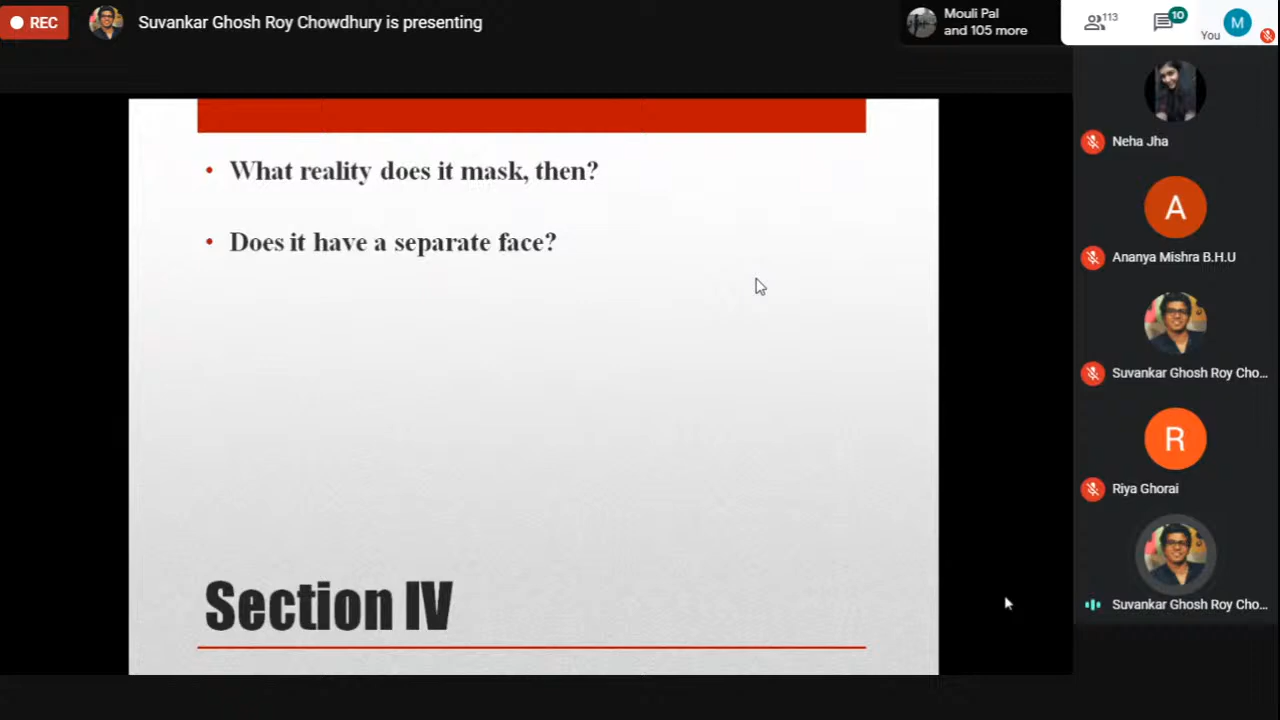 REC
Suvankar Ghosh Roy Chowdhury is presenting
Mouli Pal
and 105 more
113
10
You
M
• What reality does it mask, then?
• Does it have a separate face?
Section IV
Neha Jha
A
Ananya Mishra B.H.U
Suvankar Ghosh Roy Cho...
R
Riya Ghorai
Suvankar Ghosh Roy Cho...